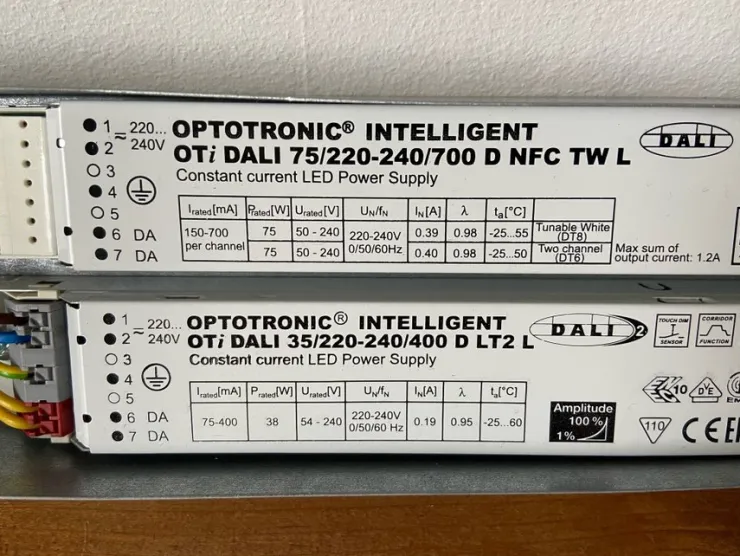 1 220...
2 240V
3
4
5
6 DA
7 DA
OPTOTRONIC® INTELLIGENT
OTi DALI 75/220-240/700 D NFC TW L
Constant current LED Power Supply
DALI
Irated[mA] Prated[W] Urated[V] UN/fN IN[A] λ ta[°C]
150-700 per channel 75 50 - 240 220-240V 0/50/60Hz 0.39 0.98 -25...55 Tunable White (DT8)
75 50 - 240 0.40 0.98 -25...50 Two channel (DT6)
Max sum of
output current: 1.2A
1 220...
2 240V
3
4
5
6 DA
7 DA
OPTOTRONIC® INTELLIGENT
OTi DALI 35/220-240/400 D LT2 L
Constant current LED Power Supply
DALI 2
TOUCH DIM
SENSOR
CORRIDOR
FUNCTION
Irated[mA] Prated[W] Urated[V] UN/fN IN[A] λ ta[°C]
75-400 38 54 - 240 220-240V 0/50/60 Hz 0.19 0.95 -25...60
Amplitude
100 %
1%
10
DVE
110
CE